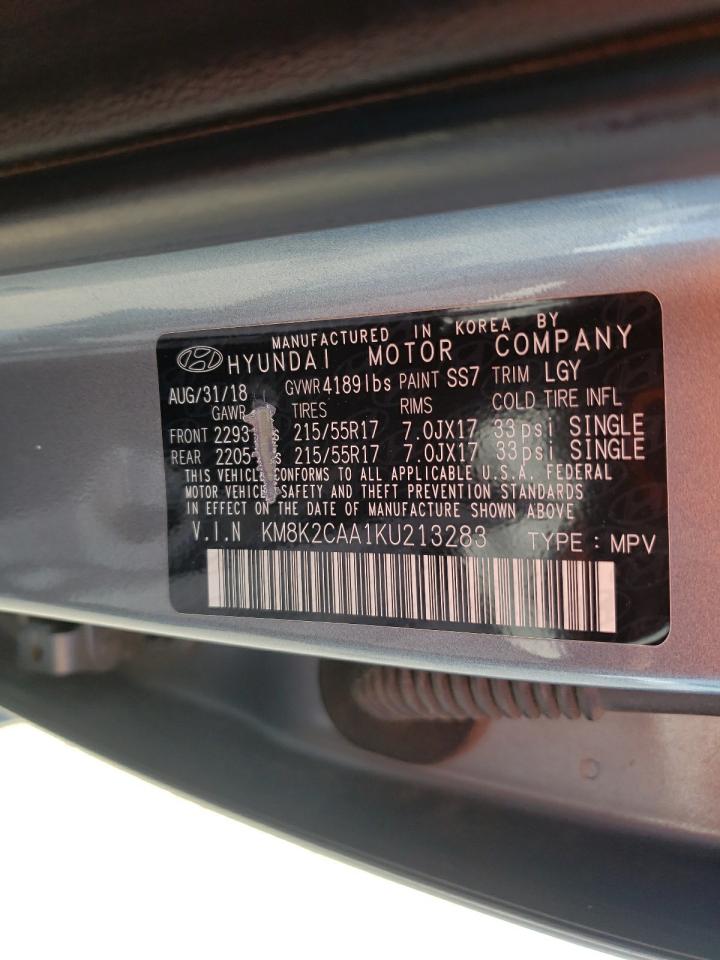 MANUFACTURED IN KOREA BY
HYUNDAI MOTOR COMPANY
AUG/31/18 GVWR 4189lbs PAINT SS7 TRIM LGY
GAWR TIRES RIMS COLD TIRE INFL
FRONT 2293 215/55R17 7.0JX17 33psi SINGLE
REAR 2205 215/55R17 7.0JX17 33psi SINGLE
THIS VEHICLE CONFORMS TO ALL APPLICABLE U.S.A. FEDERAL
MOTOR VEHICLE SAFETY AND THEFT PREVENTION STANDARDS
IN EFFECT ON THE DATE OF MANUFACTURE SHOWN ABOVE
V.I.N KM8K2CAA1KU213283 TYPE : MPV